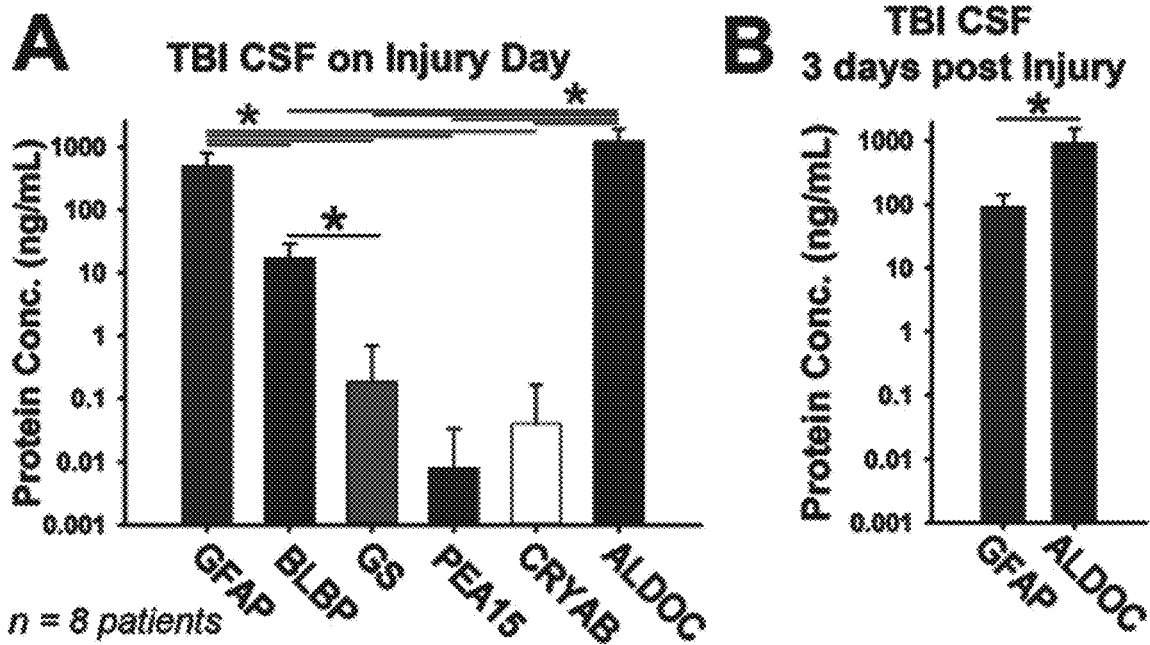 A
TBI CSF on Injury Day
Protein Conc. (ng/mL)
1000
100
10
1
0.1
0.01
0.001
*
*
*
GFAP
BLBP
GS
PEA15
CRYAB
ALDOC
n = 8 patients
B
TBI CSF
3 days post Injury
Protein Conc. (ng/mL)
1000
100
10
1
0.1
0.01
0.001
*
GFAP
ALDOC